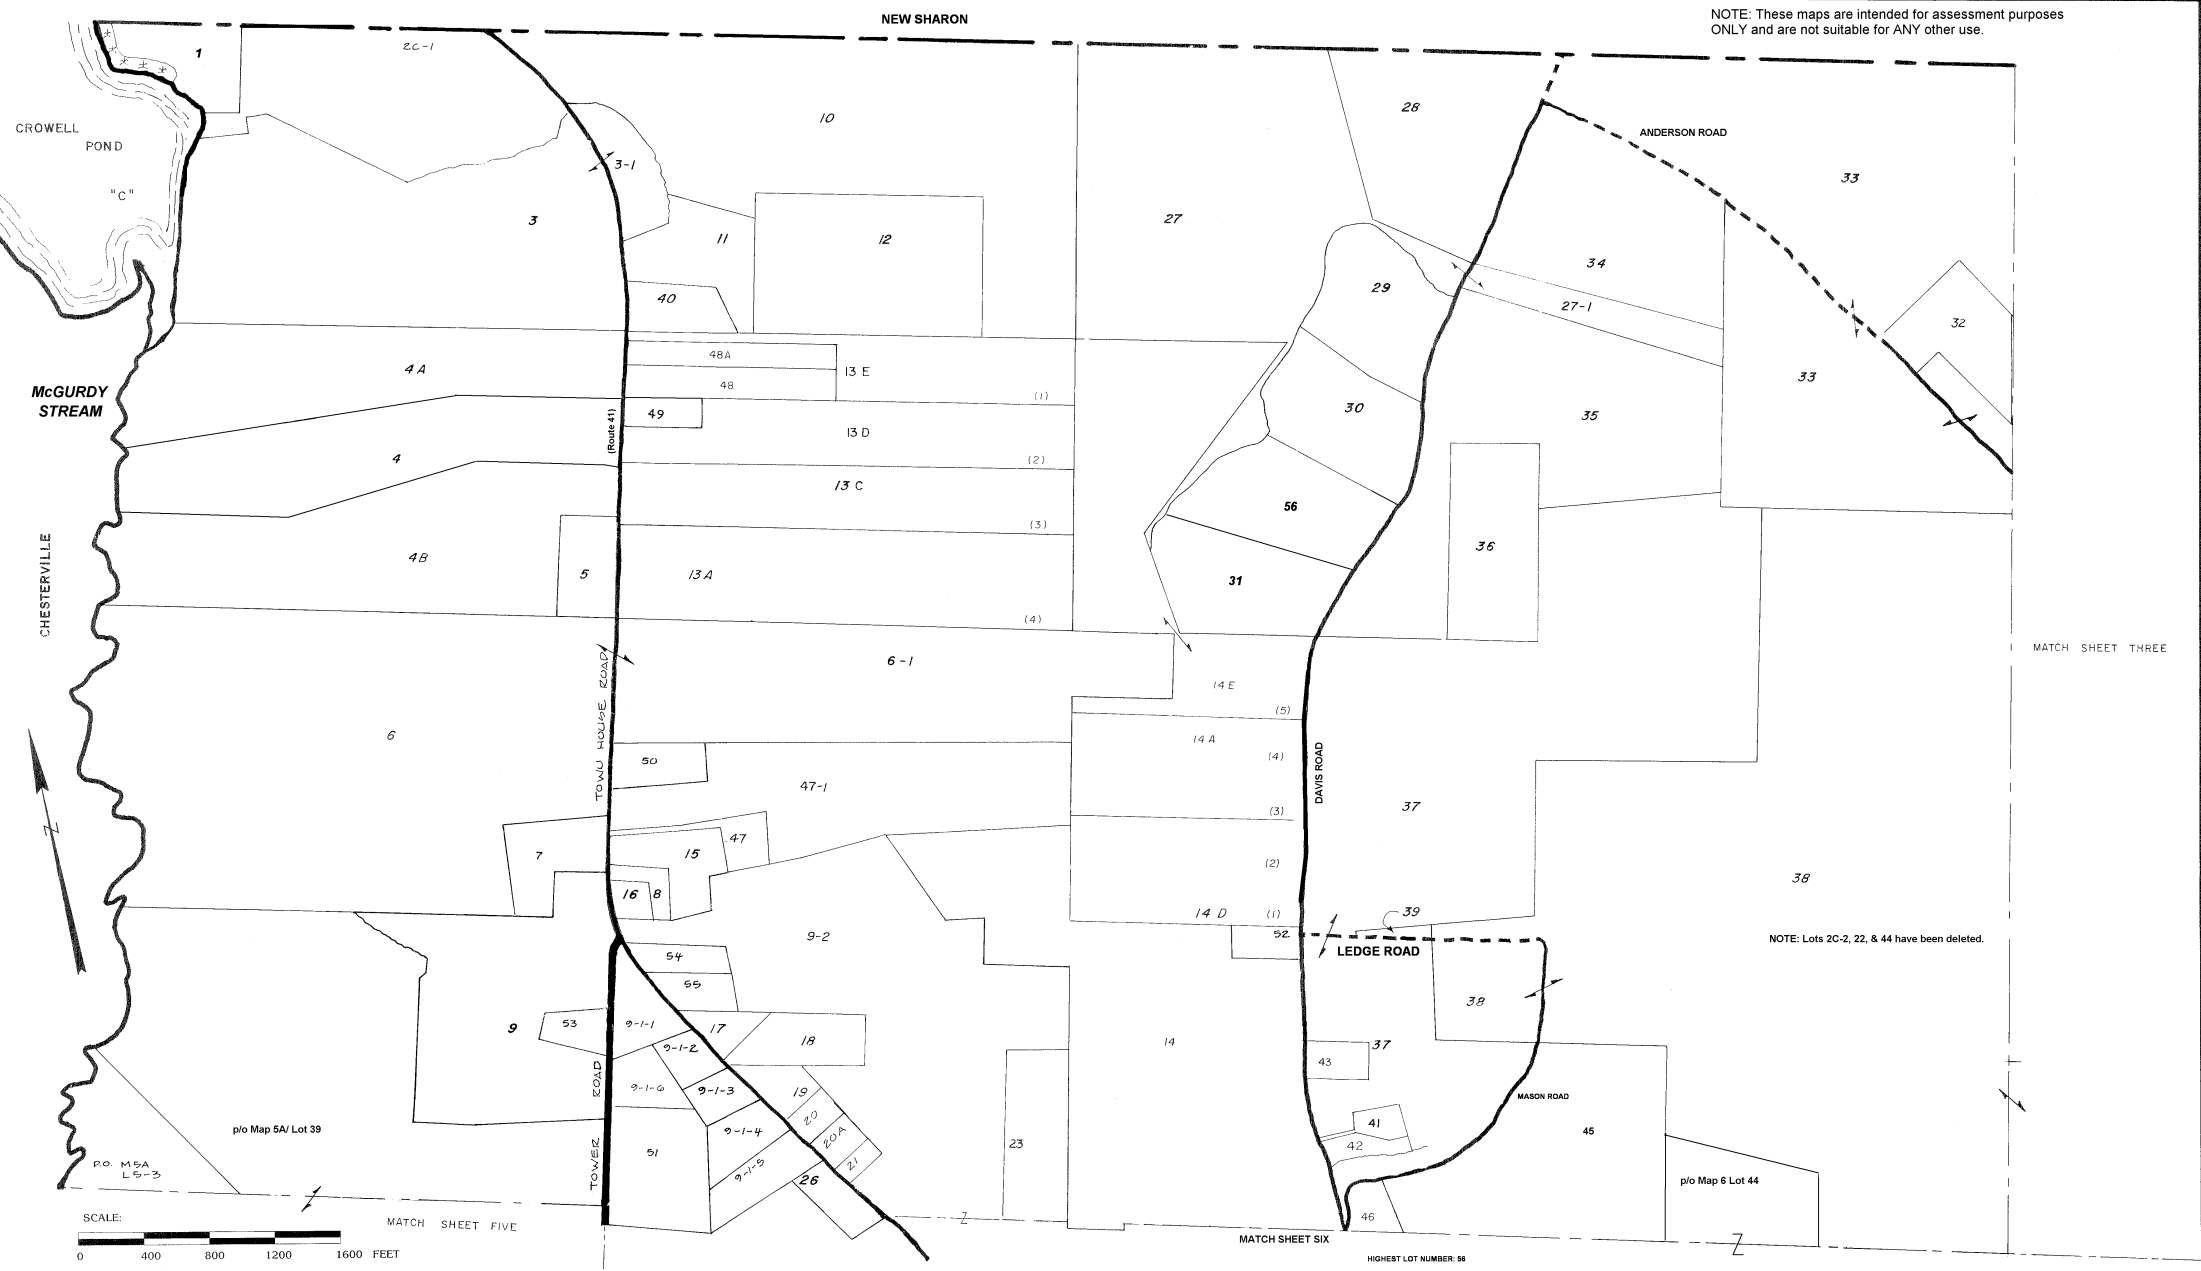 NEW SHARON
NOTE: These maps are intended for assessment purposes
ONLY and are not suitable for ANY other use.
1
2C-1
10
28
CROWELL
POND
"C"
ANDERSON ROAD
3-1
3
11
12
27
33
34
29
27-1
40
32
48A
4A
13 E
48
33
McGURDY
STREAM
(1)
49
(Route 41)
30
35
13 D
4
(2)
13 C
56
(3)
36
CHESTERVILLE
4B
5
13A
31
(4)
MATCH SHEET THREE
6-1
14 E
(5)
TOWN HOUSE ROAD
6
14 A
(4)
DAVIS ROAD
50
47-1
37
(3)
47
7
15
(2)
38
16
8
14 D
(1)
39
9-2
52
LEDGE ROAD
NOTE: Lots 2C-2, 22, & 44 have been deleted.
54
55
38
9
53
9-1-1
17
18
14
37
9-1-2
43
TOWER ROAD
9-1-6
9-1-3
19
MASON ROAD
20
41
45
p/o Map 5A/ Lot 39
9-1-4
20A
42
23
51
21
P.O. M5A
L5-3
9-1-5
26
p/o Map 6 Lot 44
46
SCALE:
MATCH SHEET FIVE
0 400 800 1200 1600 FEET
MATCH SHEET SIX
HIGHEST LOT NUMBER: 56
Z